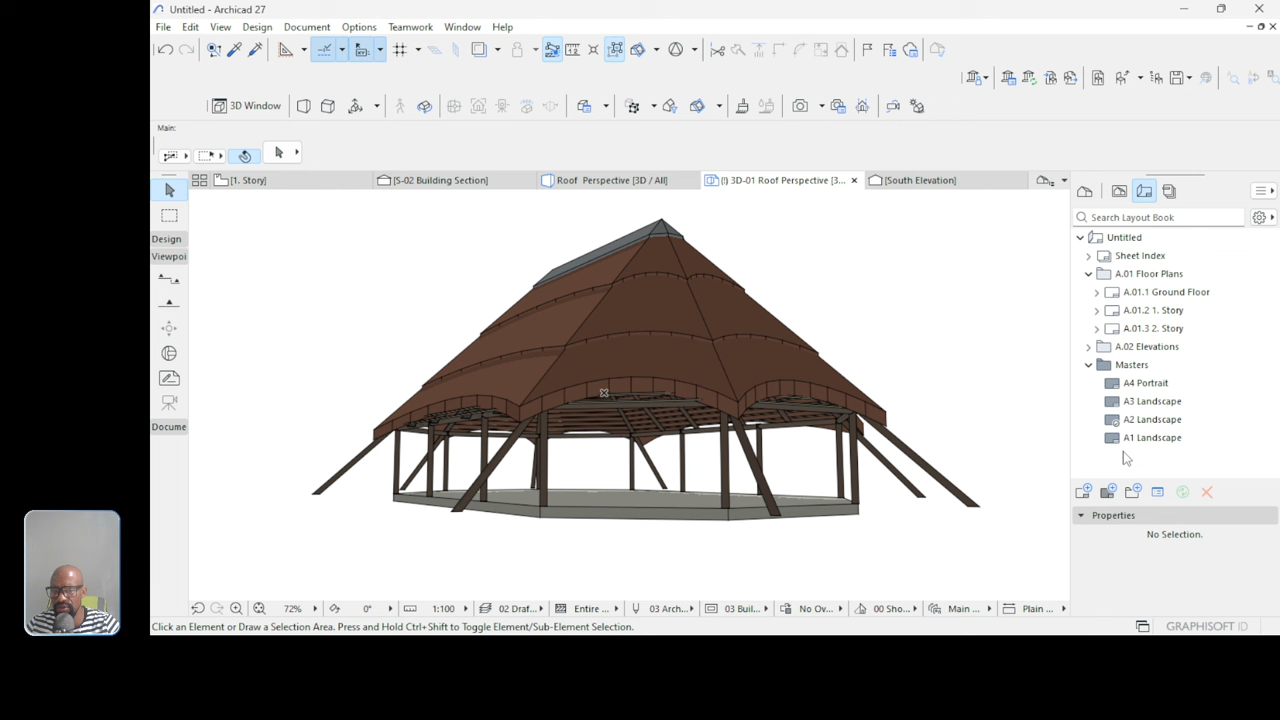 Untitled - Archicad 27
File Edit View Design Document Options Teamwork Window Help
3D Window
Main:
[1. Story] [S-02 Building Section] Roof Perspective [3D / All] (!) 3D-01 Roof Perspective [3... [South Elevation]
Search Layout Book
Design
Viewpoi
Docume
Untitled
Sheet Index
A.01 Floor Plans
A.01.1 Ground Floor
A.01.2 1. Story
A.01.3 2. Story
A.02 Elevations
Masters
A4 Portrait
A3 Landscape
A2 Landscape
A1 Landscape
Properties
No Selection.
72% 0° 1:100 02 Draf... Entire ... 03 Arch... 03 Buil... No Ov... 00 Sho... Main ... Plain ...
Click an Element or Draw a Selection Area. Press and Hold Ctrl+Shift to Toggle Element/Sub-Element Selection.
GRAPHISOFT ID